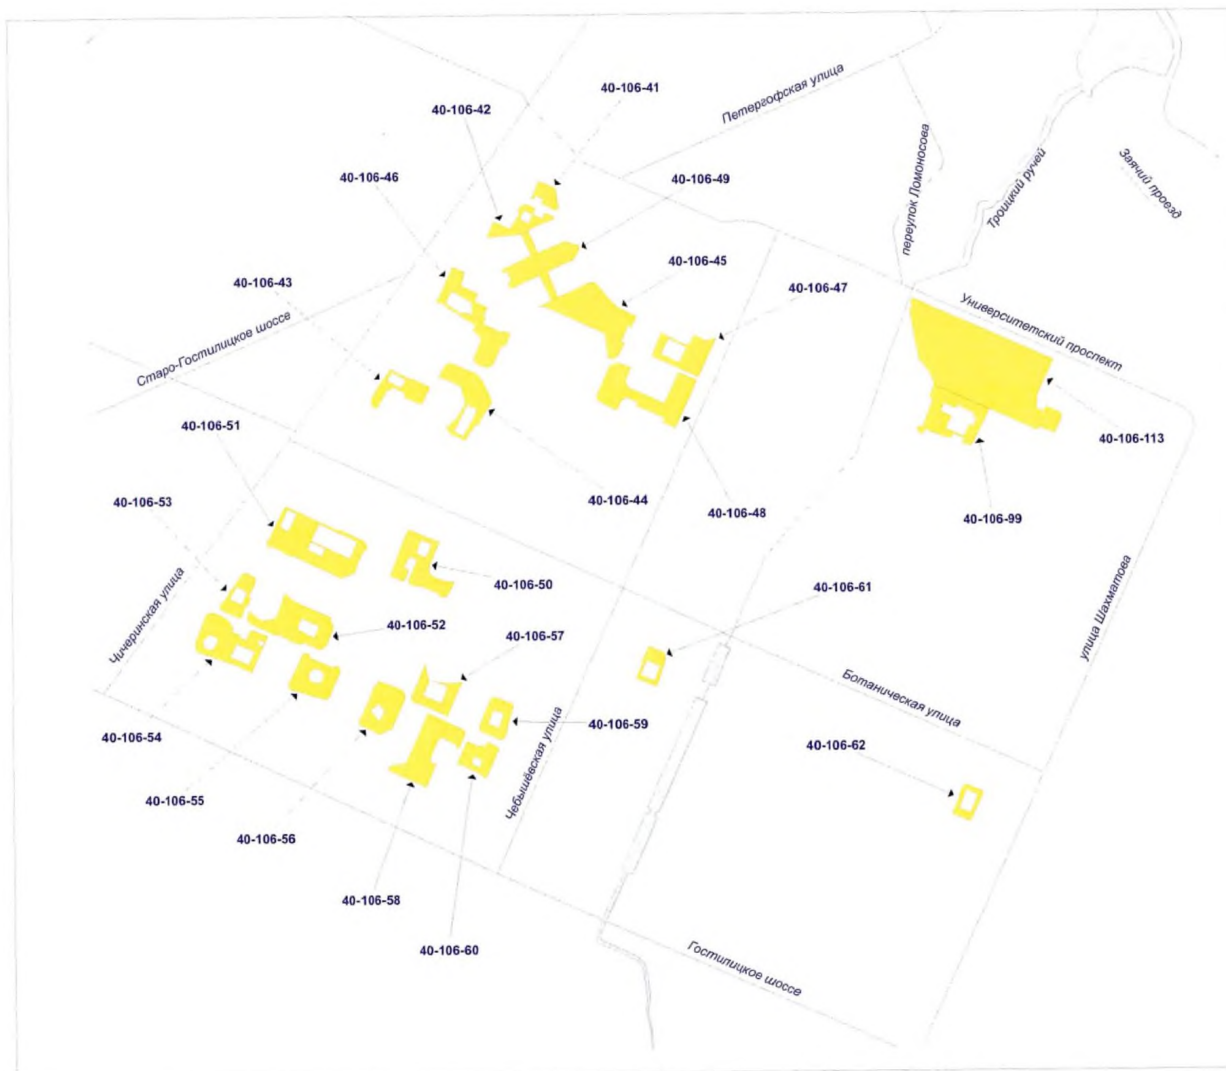 40-106-41
Петергофская улица
40-106-42
переулок Ломоносова
Троицкий ручей
Заячий проезд
40-106-46
40-106-49
40-106-45
40-106-43
40-106-47
Старо-Гостилицкое шоссе
Университетский проспект
40-106-51
40-106-113
40-106-53
40-106-44
40-106-48
40-106-99
40-106-50
40-106-61
улица Шахматова
Чичеринская улица
40-106-52
40-106-57
Ботаническая улица
40-106-54
40-106-59
40-106-62
Чебышёвская улица
40-106-55
40-106-56
40-106-58
40-106-60
Гостилицкое шоссе